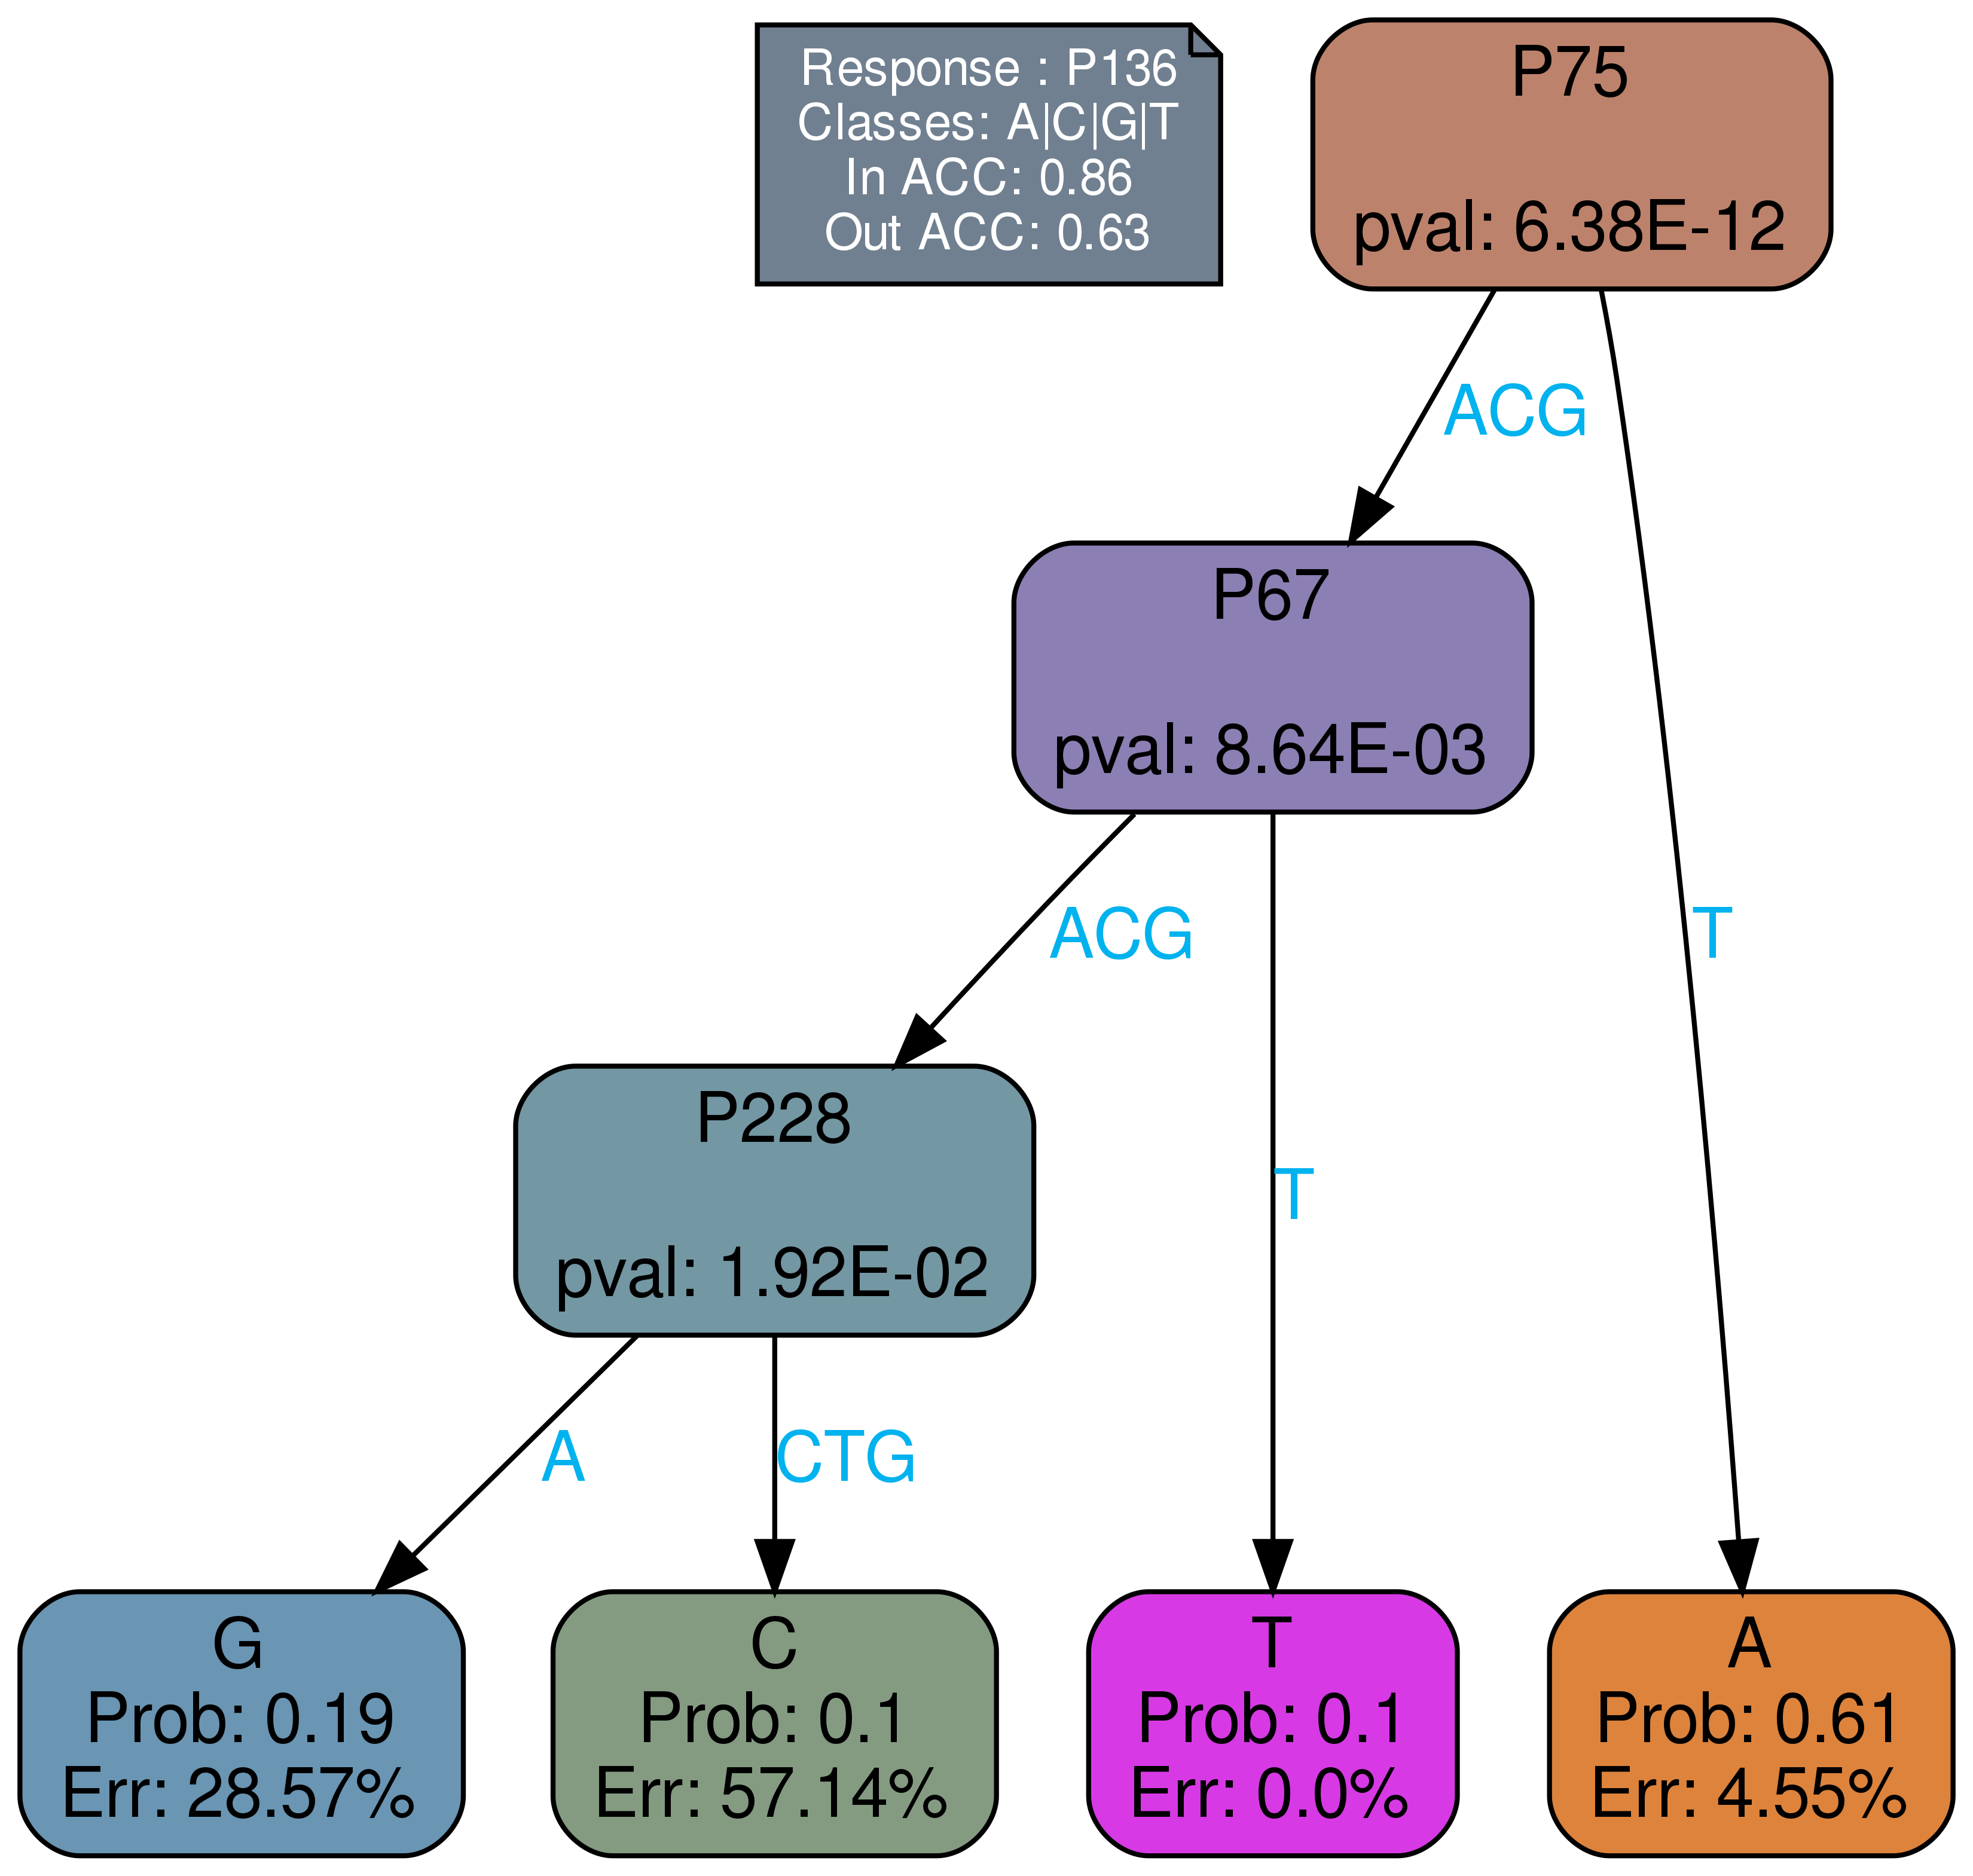 Response : P136
Classes: A|C|G|T
In ACC: 0.86
Out ACC: 0.63
P75
pval: 6.38E-12
ACG
P67
pval: 8.64E-03
ACG
T
P228
pval: 1.92E-02
T
A
CTG
G
Prob: 0.19
Err: 28.57%
C
Prob: 0.1
Err: 57.14%
T
Prob: 0.1
Err: 0.0%
A
Prob: 0.61
Err: 4.55%